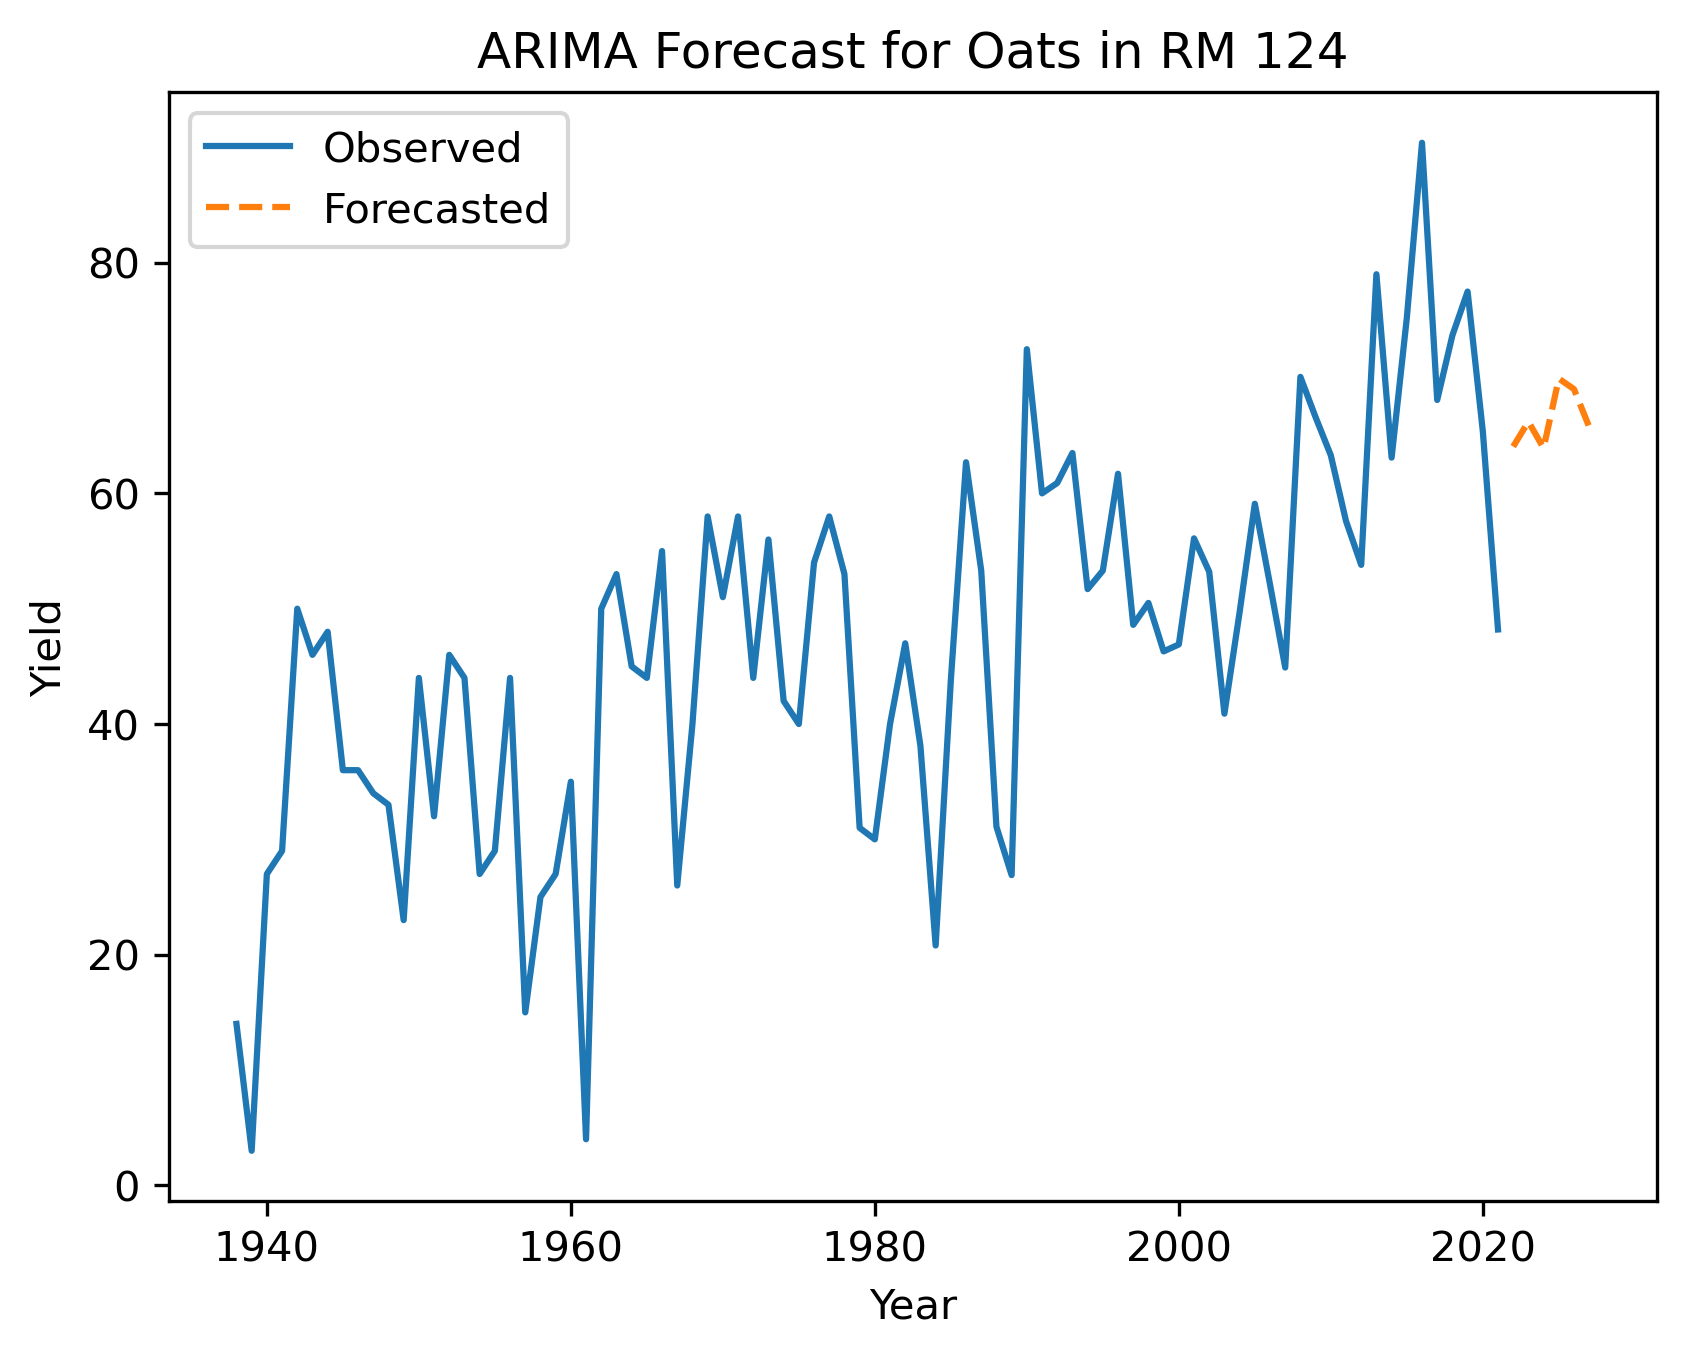 ARIMA Forecast for Oats in RM 124
Observed
Forecasted
Yield
80
60
40
20
0
1940 1960 1980 2000 2020
Year